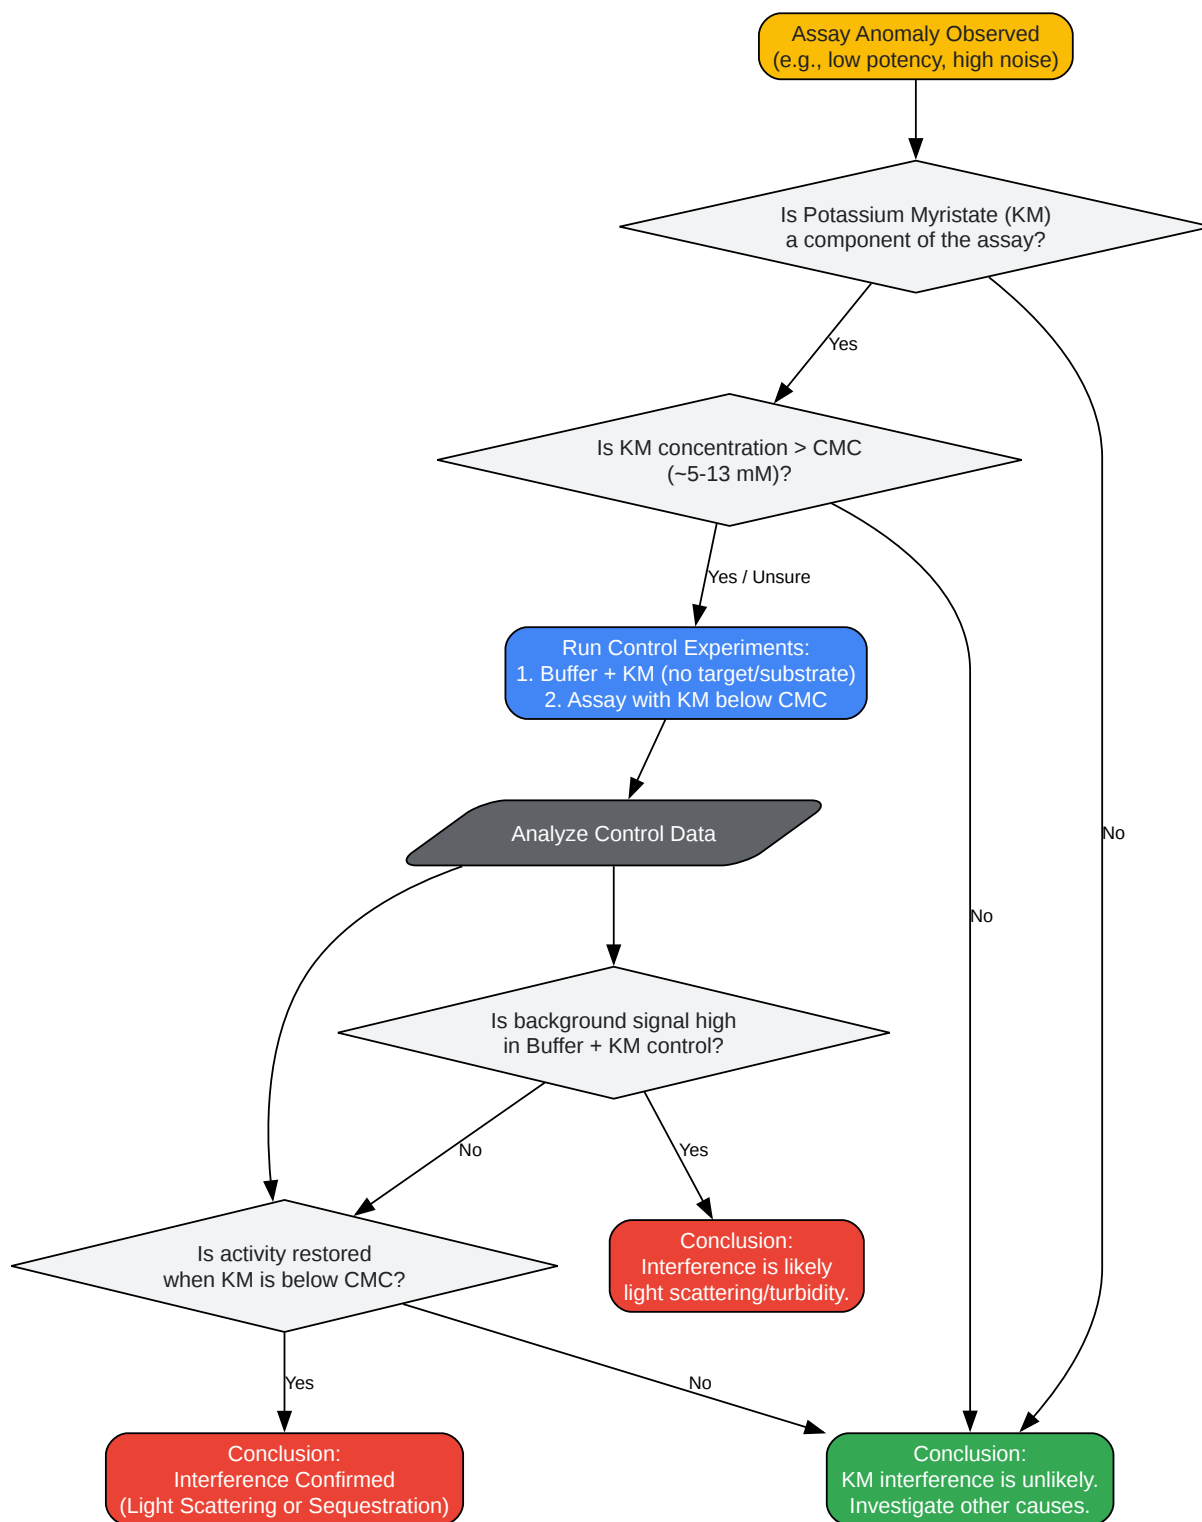 Assay Anomaly Observed
(e.g., low potency, high noise)
Is Potassium Myristate (KM)
a component of the assay?
Yes
Is KM concentration > CMC
(~5-13 mM)?
Yes / Unsure
Run Control Experiments:
1. Buffer + KM (no target/substrate)
2. Assay with KM below CMC
Analyze Control Data
No
No
Is background signal high
in Buffer + KM control?
No
Yes
Is activity restored
when KM is below CMC?
Conclusion:
Interference is likely
light scattering/turbidity.
Yes
No
Conclusion:
Interference Confirmed
(Light Scattering or Sequestration)
Conclusion:
KM interference is unlikely.
Investigate other causes.